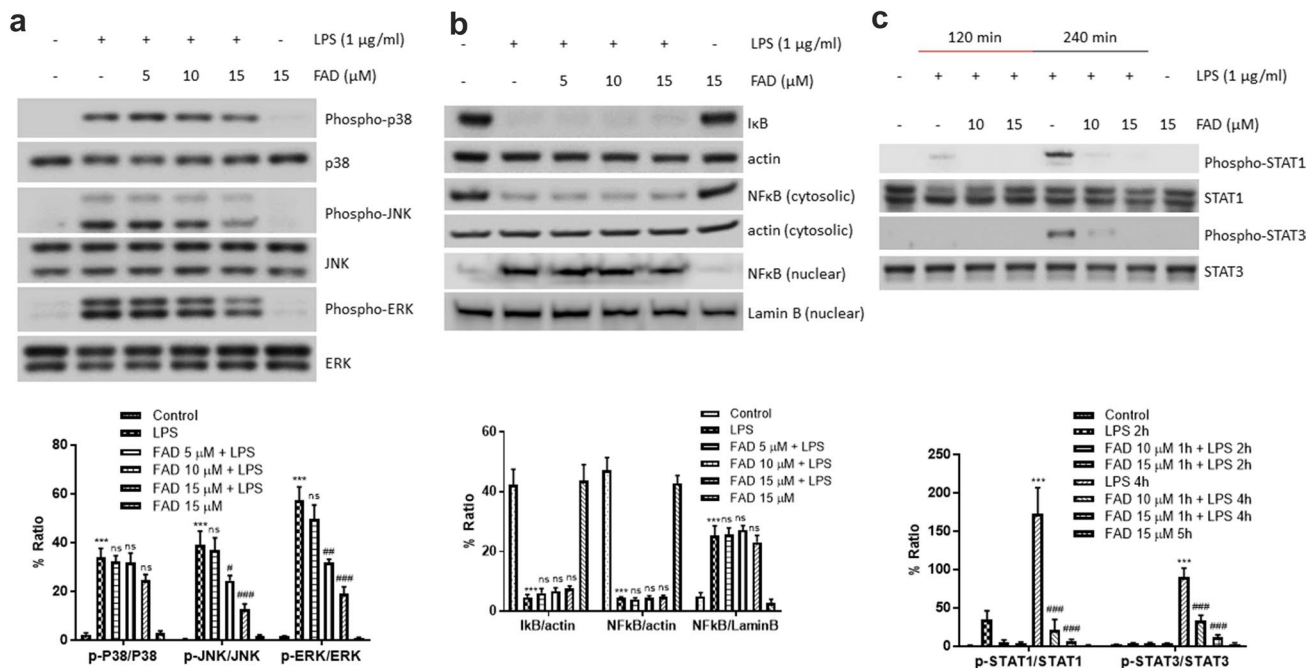 a
- + + + + - LPS (1 µg/ml)
- - 5 10 15 15 FAD (µM)
Phospho-p38
p38
Phospho-JNK
JNK
Phospho-ERK
ERK
Control
LPS
FAD 5 µM + LPS
FAD 10 µM + LPS
FAD 15 µM + LPS
FAD 15 µM
% Ratio
80
60
40
20
0
*** ns ns ns
*** ns # ###
*** ns ## ###
p-P38/P38 p-JNK/JNK p-ERK/ERK
b
- + + + + - LPS (1 µg/ml)
- - 5 10 15 15 FAD (µM)
IκB
actin
NFκB (cytosolic)
actin (cytosolic)
NFκB (nuclear)
Lamin B (nuclear)
Control
LPS
FAD 5 µM + LPS
FAD 10 µM + LPS
FAD 15 µM + LPS
FAD 15 µM
% Ratio
60
40
20
0
*** ns ns ns
*** ns ns ns
*** ns ns ns
IkB/actin NFkB/actin NFkB/LaminB
c
120 min 240 min
- + + + + + + - LPS (1 µg/ml)
- - 10 15 - 10 15 15 FAD (µM)
Phospho-STAT1
STAT1
Phospho-STAT3
STAT3
Control
LPS 2h
FAD 10 µM 1h + LPS 2h
FAD 15 µM 1h + LPS 2h
LPS 4h
FAD 10 µM 1h + LPS 4h
FAD 15 µM 1h + LPS 4h
FAD 15 µM 5h
% Ratio
250
200
150
100
50
0
*** ### ###
*** ### ###
p-STAT1/STAT1 p-STAT3/STAT3